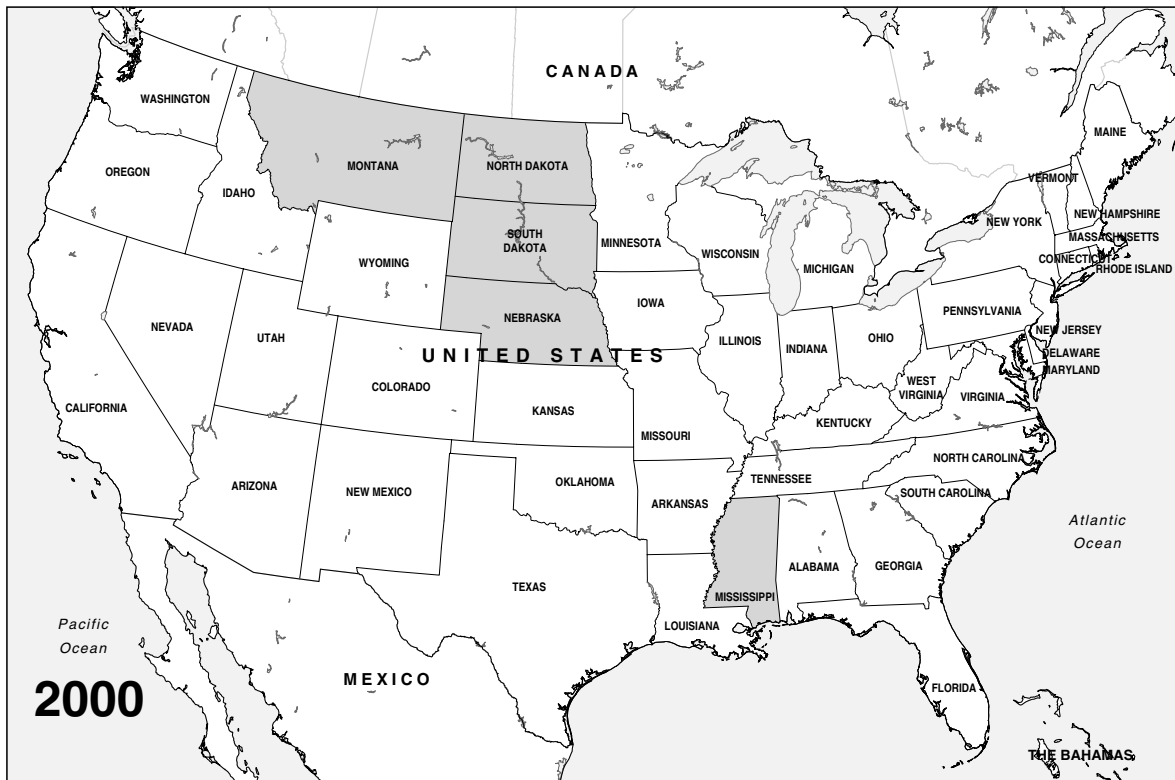 CANADA
WASHINGTON
MAINE
MONTANA
NORTH DAKOTA
OREGON
VERMONT
IDAHO
NEW HAMPSHIRE
NEW YORK
SOUTH
DAKOTA
MASSACHUSETTS
MINNESOTA
WISCONSIN
CONNECTICUT
WYOMING
MICHIGAN
RHODE ISLAND
IOWA
PENNSYLVANIA
NEBRASKA
NEVADA
NEW JERSEY
UTAH
ILLINOIS
INDIANA
OHIO
UNITED STATES
DELAWARE
MARYLAND
COLORADO
WEST
VIRGINIA
VIRGINIA
CALIFORNIA
KANSAS
KENTUCKY
MISSOURI
NORTH CAROLINA
TENNESSEE
OKLAHOMA
ARIZONA
NEW MEXICO
SOUTH CAROLINA
ARKANSAS
Atlantic
Ocean
ALABAMA
GEORGIA
TEXAS
MISSISSIPPI
LOUISIANA
Pacific
Ocean
MEXICO
FLORIDA
2000
THE BAHAMAS